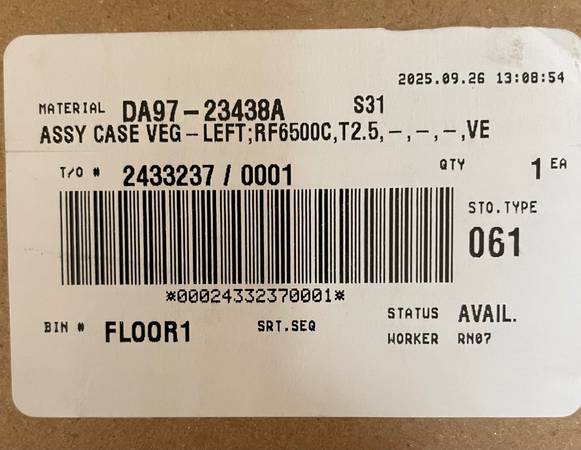 2025.09.26 13:08:54
MATERIAL DA97-23438A S31
ASSY CASE VEG-LEFT;RF6500C,T2.5,-,-,-,VE
T/O # 2433237 / 0001 QTY 1 EA
STO.TYPE
061
*00024332370001*
BIN # FLOOR1 SRT.SEQ STATUS AVAIL.
WORKER RN07